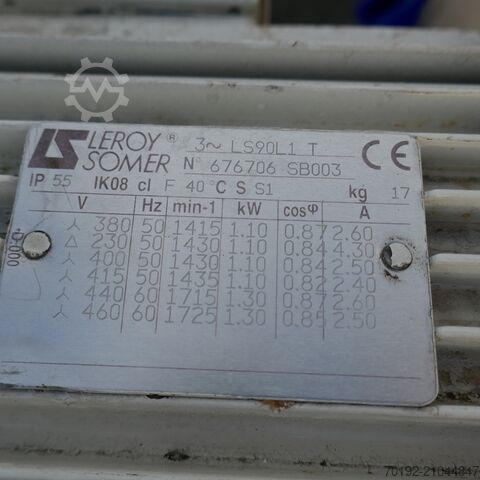 LEROY SOMER ® 3~ LS90L1 T CE
N° 676706 SB003
IP 55 IK08 cl F 40°C S S1 kg 17
V Hz min-1 kW cosφ A
⅄ 380 50 1415 1.10 0.87 2.60
Δ 230 50 1430 1.10 0.84 4.30
⅄ 400 50 1430 1.10 0.84 2.50
⅄ 415 50 1435 1.10 0.82 2.40
⅄ 440 60 1715 1.30 0.87 2.60
⅄ 460 60 1725 1.30 0.85 2.50
70192-21044847